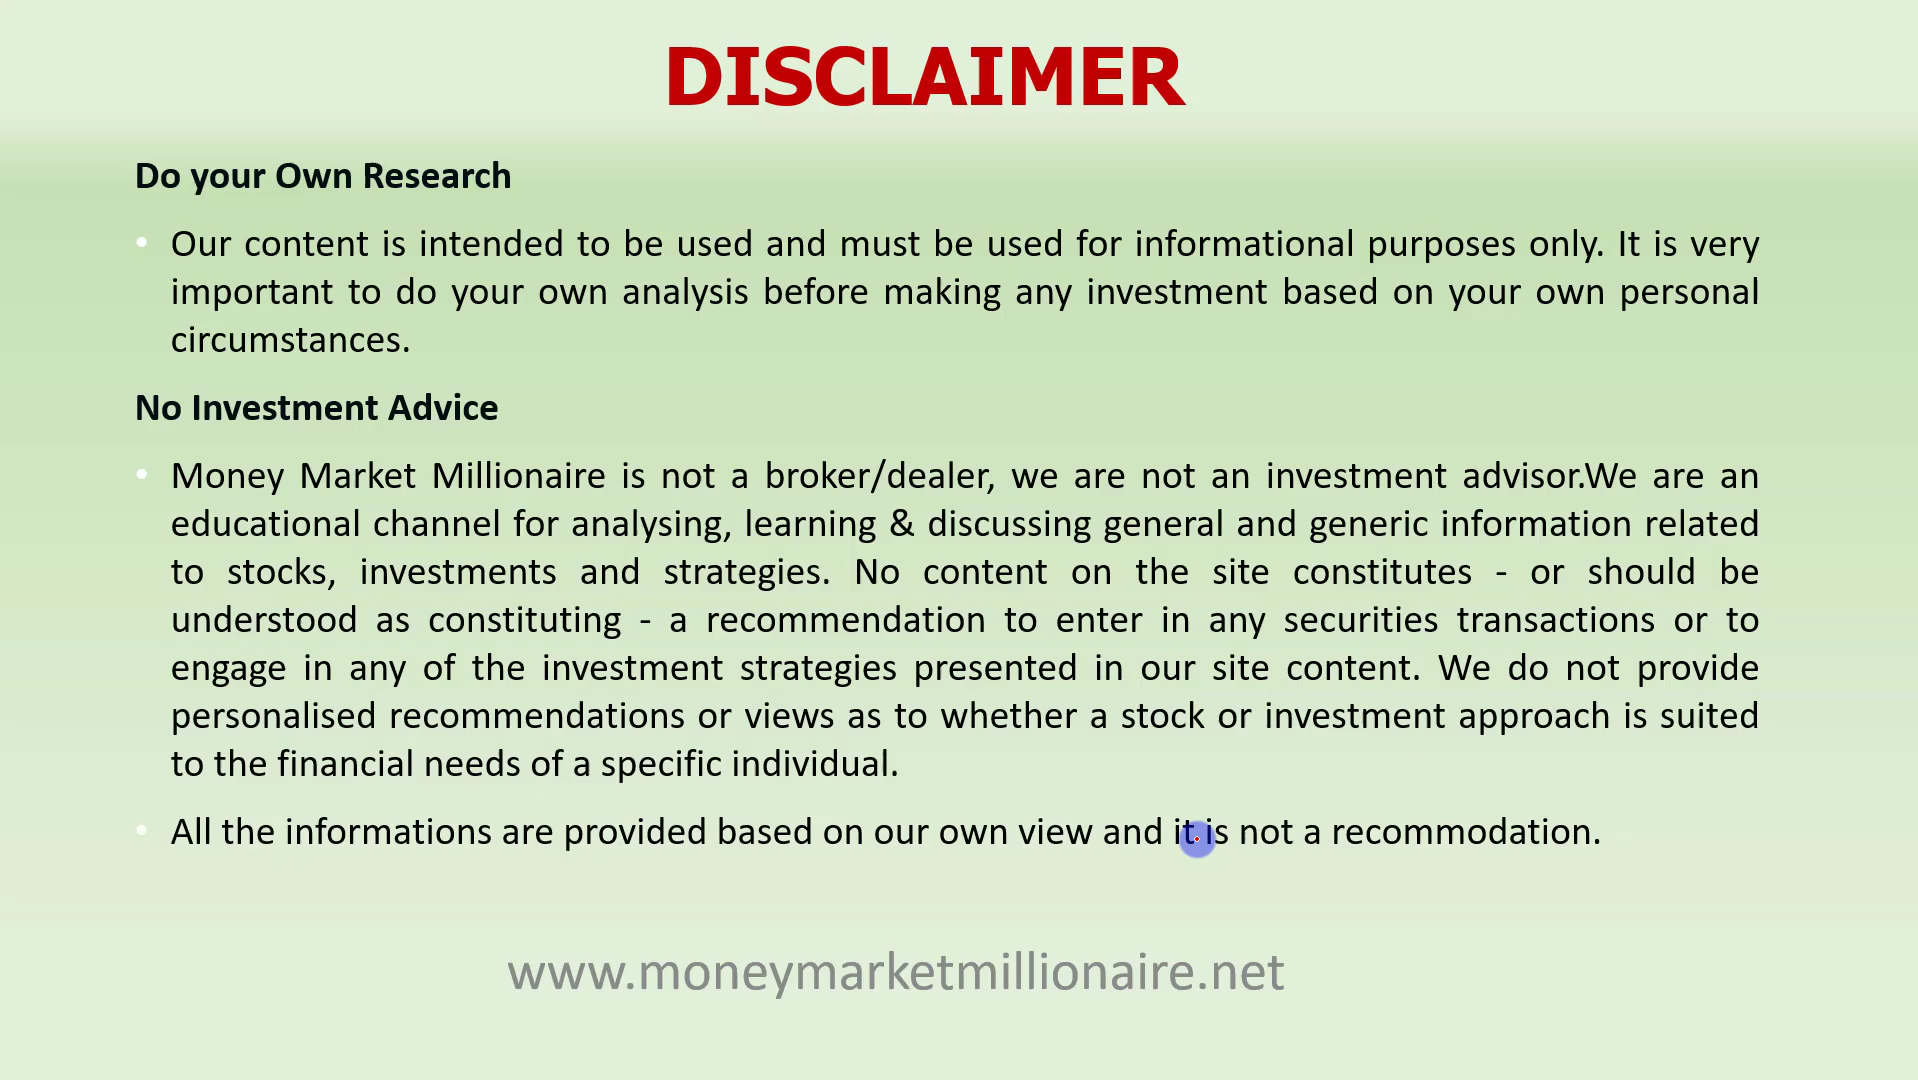 DISCLAIMER
Do your Own Research
• Our content is intended to be used and must be used for informational purposes only. It is very
important to do your own analysis before making any investment based on your own personal
circumstances.
No Investment Advice
• Money Market Millionaire is not a broker/dealer, we are not an investment advisor.We are an
educational channel for analysing, learning & discussing general and generic information related
to stocks, investments and strategies. No content on the site constitutes - or should be
understood as constituting - a recommendation to enter in any securities transactions or to
engage in any of the investment strategies presented in our site content. We do not provide
personalised recommendations or views as to whether a stock or investment approach is suited
to the financial needs of a specific individual.
• All the informations are provided based on our own view and it is not a recommodation.
www.moneymarketmillionaire.net